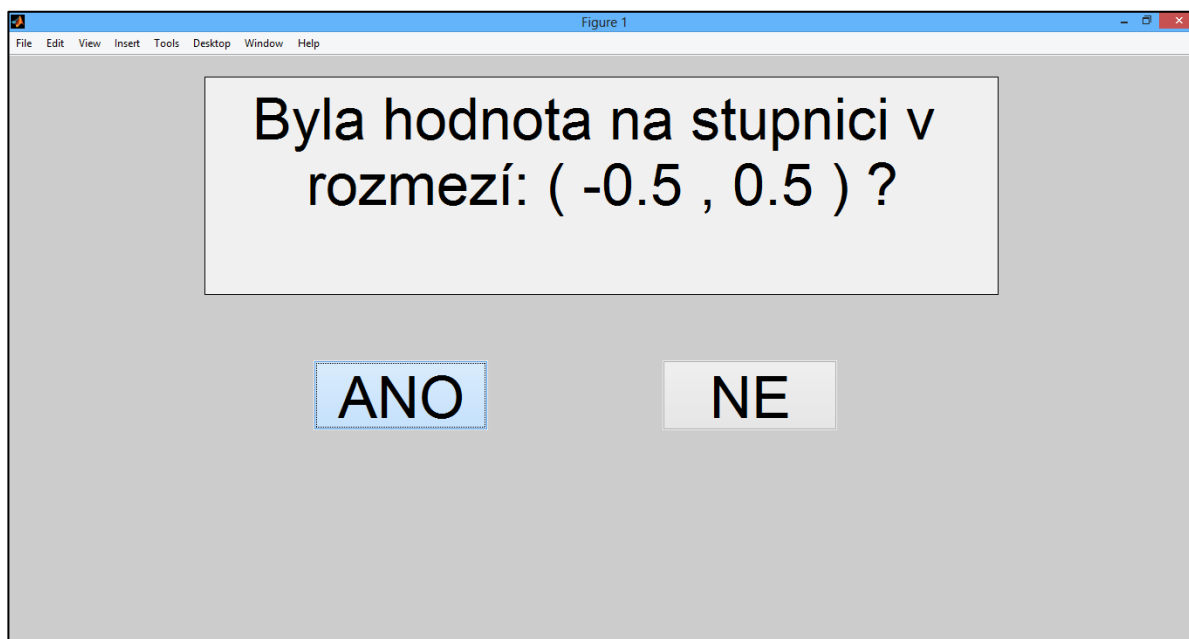 Figure 1
File Edit View Insert Tools Desktop Window Help
Byla hodnota na stupnici v
rozmezí: ( -0.5 , 0.5 ) ?
ANO NE